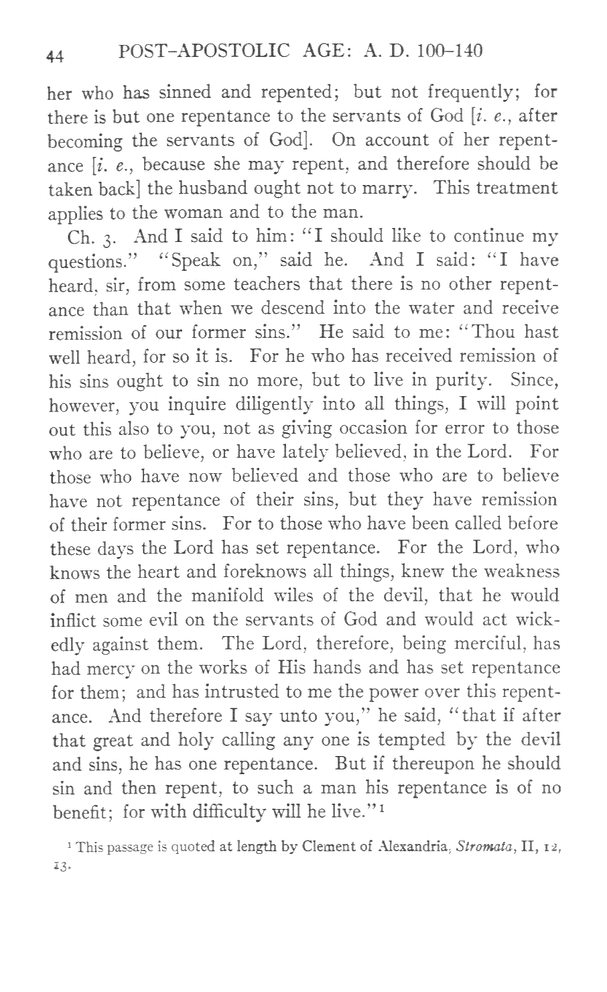 44 POST–APOSTOLIC AGE: A. D. 100–140
her who has sinned and repented; but not frequently; for
there is but one repentance to the servants of God [i. e., after
becoming the servants of God]. On account of her repent-
ance [i. e., because she may repent, and therefore should be
taken back] the husband ought not to marry. This treatment
applies to the woman and to the man.
Ch. 3. And I said to him: "I should like to continue my
questions." "Speak on," said he. And I said: "I have
heard, sir, from some teachers that there is no other repent-
ance than that when we descend into the water and receive
remission of our former sins." He said to me: "Thou hast
well heard, for so it is. For he who has received remission of
his sins ought to sin no more, but to live in purity. Since,
however, you inquire diligently into all things, I will point
out this also to you, not as giving occasion for error to those
who are to believe, or have lately believed, in the Lord. For
those who have now believed and those who are to believe
have not repentance of their sins, but they have remission
of their former sins. For to those who have been called before
these days the Lord has set repentance. For the Lord, who
knows the heart and foreknows all things, knew the weakness
of men and the manifold wiles of the devil, that he would
inflict some evil on the servants of God and would act wick-
edly against them. The Lord, therefore, being merciful, has
had mercy on the works of His hands and has set repentance
for them; and has intrusted to me the power over this repent-
ance. And therefore I say unto you," he said, "that if after
that great and holy calling any one is tempted by the devil
and sins, he has one repentance. But if thereupon he should
sin and then repent, to such a man his repentance is of no
benefit; for with difficulty will he live." ¹
¹ This passage is quoted at length by Clement of Alexandria, Stromata, II, 12,
13.